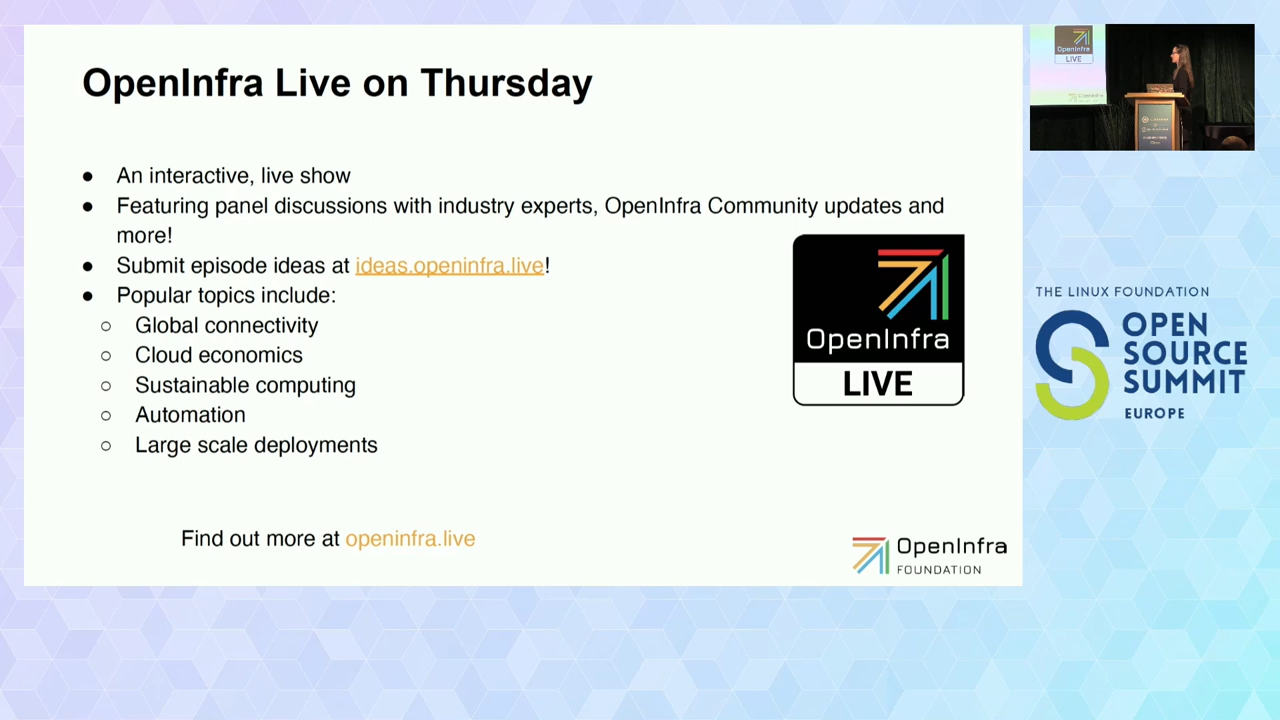 OpenInfra Live on Thursday
● An interactive, live show
● Featuring panel discussions with industry experts, OpenInfra Community updates and
more!
● Submit episode ideas at ideas.openinfra.live!
● Popular topics include:
○ Global connectivity
○ Cloud economics
○ Sustainable computing
○ Automation
○ Large scale deployments
OpenInfra
LIVE
Find out more at openinfra.live
OpenInfra
FOUNDATION
OpenInfra
LIVE
THE LINUX FOUNDATION
OPEN
SOURCE
SUMMIT
EUROPE